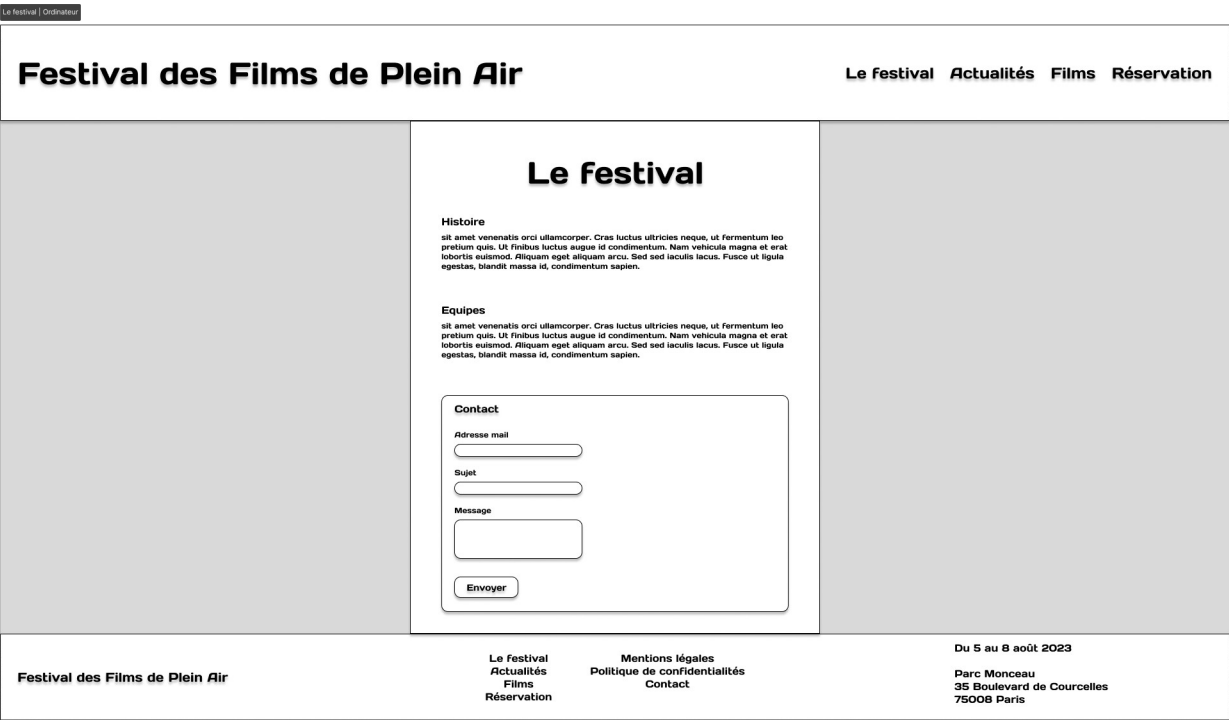 Le festival | Ordinateur
Festival des Films de Plein Air
Le festival Actualités Films Réservation
Le festival
Histoire
sit amet venenatis orci ullamcorper. Cras luctus ultricies neque, ut fermentum leo
pretium quis. Ut finibus luctus augue id condimentum. Nam vehicula magna et erat
lobortis euismod. Aliquam eget aliquam arcu. Sed sed iaculis lacus. Fusce ut ligula
egestas, blandit massa id, condimentum sapien.
Equipes
sit amet venenatis orci ullamcorper. Cras luctus ultricies neque, ut fermentum leo
pretium quis. Ut finibus luctus augue id condimentum. Nam vehicula magna et erat
lobortis euismod. Aliquam eget aliquam arcu. Sed sed iaculis lacus. Fusce ut ligula
egestas, blandit massa id, condimentum sapien.
Contact
Adresse mail
Sujet
Message
Envoyer
Festival des Films de Plein Air
Le festival
Actualités
Films
Réservation
Mentions légales
Politique de confidentialités
Contact
Du 5 au 8 août 2023
Parc Monceau
35 Boulevard de Courcelles
75008 Paris